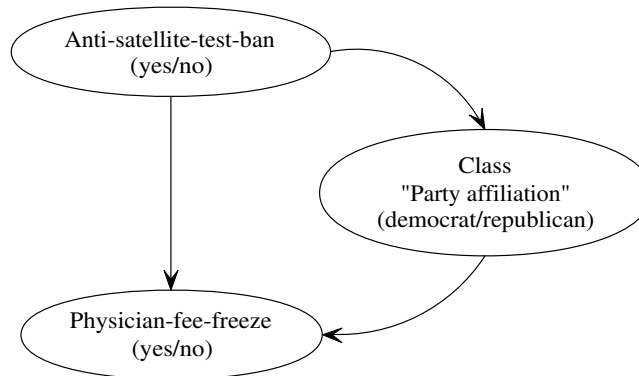 Anti-satellite-test-ban
(yes/no)
Class
"Party affiliation"
(democrat/republican)
Physician-fee-freeze
(yes/no)